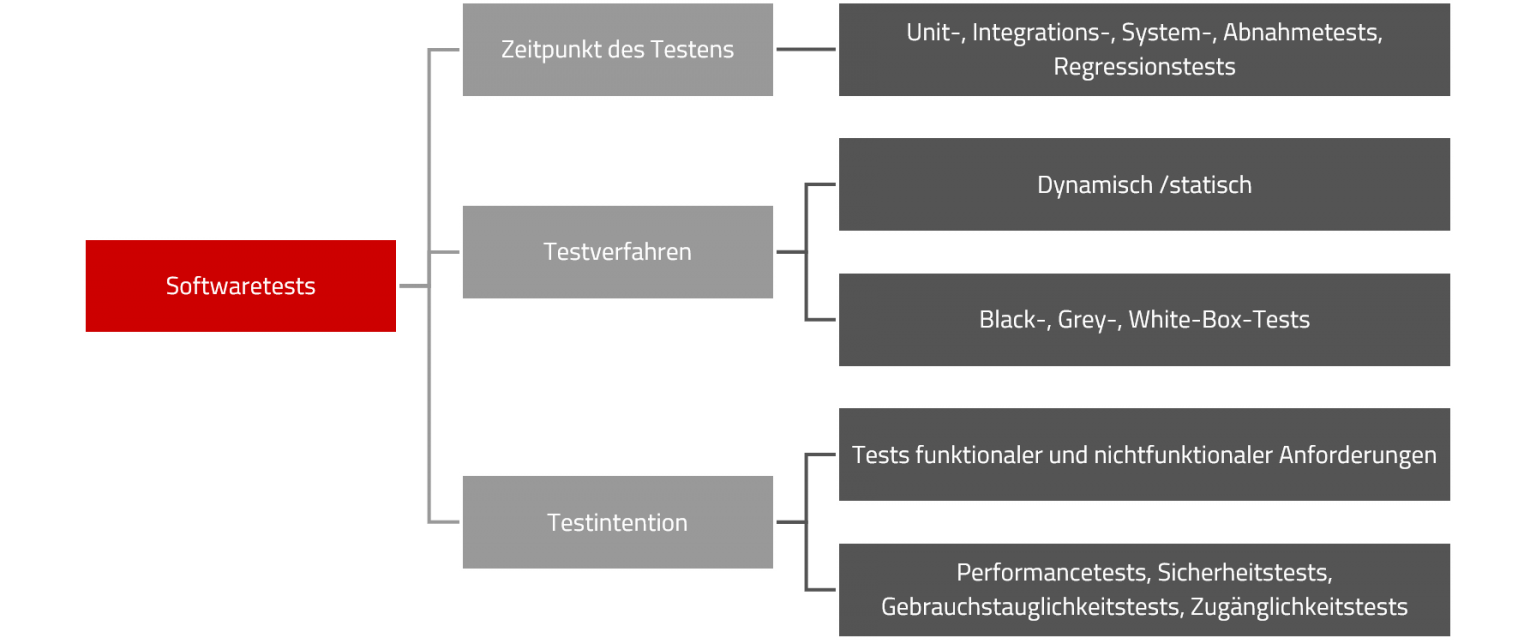 Softwaretests
Zeitpunkt des Testens
Unit-, Integrations-, System-, Abnahmetests,
Regressionstests
Testverfahren
Dynamisch /statisch
Black-, Grey-, White-Box-Tests
Testintention
Tests funktionaler und nichtfunktionaler Anforderungen
Performancetests, Sicherheitstests,
Gebrauchstauglichkeitstests, Zugänglichkeitstests